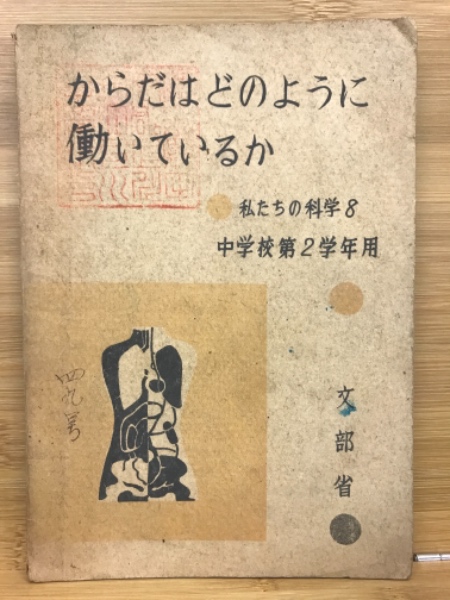 からだはどのように
働いているか
私たちの科学8
中学校第2学年用
文部省